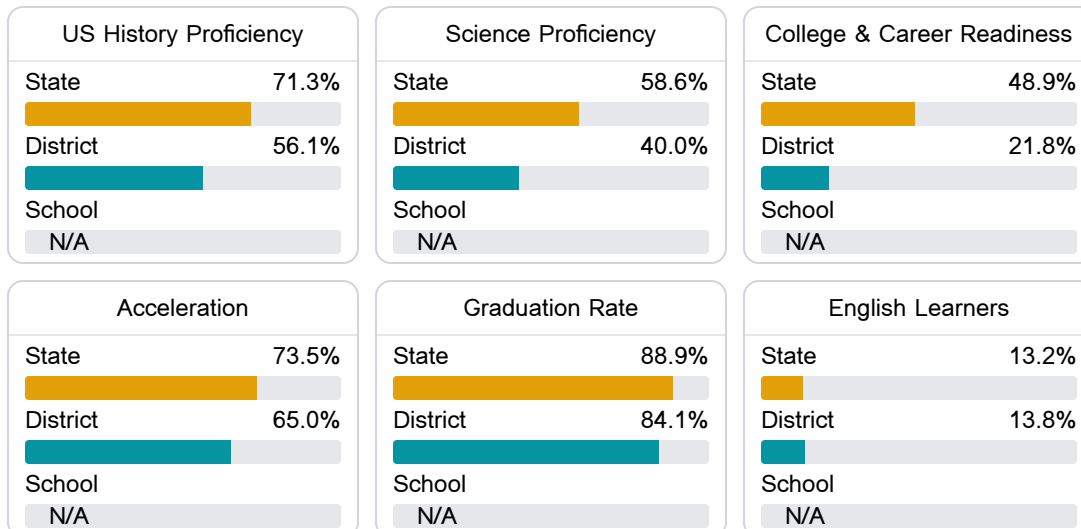 US History Proficiency
State 71.3%
District 56.1%
School
N/A
Science Proficiency
State 58.6%
District 40.0%
School
N/A
College & Career Readiness
State 48.9%
District 21.8%
School
N/A
Acceleration
State 73.5%
District 65.0%
School
N/A
Graduation Rate
State 88.9%
District 84.1%
School
N/A
English Learners
State 13.2%
District 13.8%
School
N/A